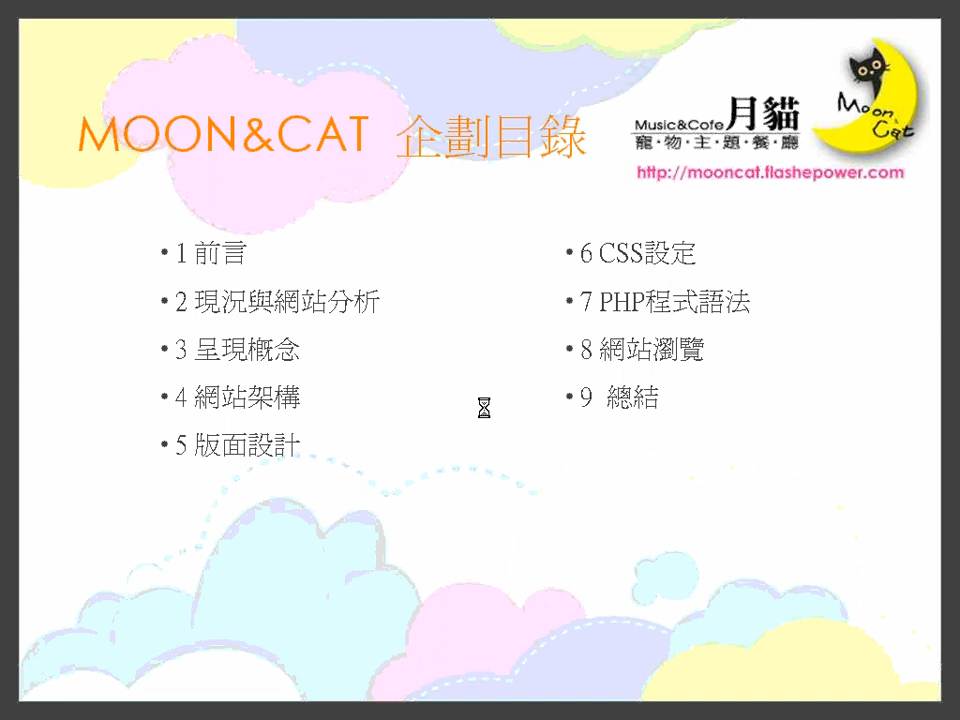 MOON&CAT 企劃目錄
Music&Cofe 月貓
寵・物・主・題・餐・廳
Moon & Cat
http://mooncat.flashepower.com
• 1 前言
• 2 現況與網站分析
• 3 呈現概念
• 4 網站架構
• 5 版面設計
• 6 CSS設定
• 7 PHP程式語法
• 8 網站瀏覽
• 9 總結